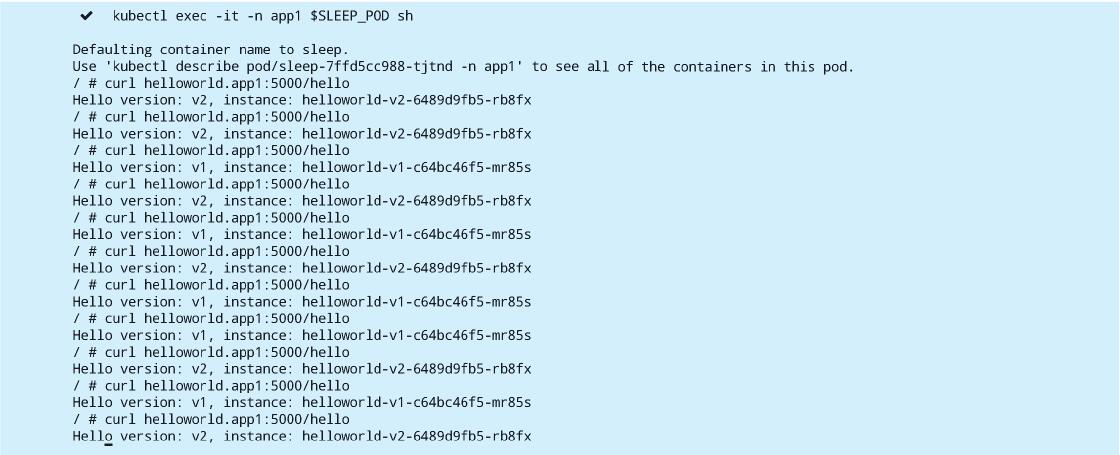 ✔ kubectl exec -it -n app1 $SLEEP_POD sh
Defaulting container name to sleep.
Use 'kubectl describe pod/sleep-7ffd5cc988-tjtnd -n app1' to see all of the containers in this pod.
/ # curl helloworld.app1:5000/hello
Hello version: v2, instance: helloworld-v2-6489d9fb5-rb8fx
/ # curl helloworld.app1:5000/hello
Hello version: v2, instance: helloworld-v2-6489d9fb5-rb8fx
/ # curl helloworld.app1:5000/hello
Hello version: v1, instance: helloworld-v1-c64bc46f5-mr85s
/ # curl helloworld.app1:5000/hello
Hello version: v2, instance: helloworld-v2-6489d9fb5-rb8fx
/ # curl helloworld.app1:5000/hello
Hello version: v1, instance: helloworld-v1-c64bc46f5-mr85s
/ # curl helloworld.app1:5000/hello
Hello version: v2, instance: helloworld-v2-6489d9fb5-rb8fx
/ # curl helloworld.app1:5000/hello
Hello version: v1, instance: helloworld-v1-c64bc46f5-mr85s
/ # curl helloworld.app1:5000/hello
Hello version: v1, instance: helloworld-v1-c64bc46f5-mr85s
/ # curl helloworld.app1:5000/hello
Hello version: v2, instance: helloworld-v2-6489d9fb5-rb8fx
/ # curl helloworld.app1:5000/hello
Hello version: v1, instance: helloworld-v1-c64bc46f5-mr85s
/ # curl helloworld.app1:5000/hello
Hello version: v2, instance: helloworld-v2-6489d9fb5-rb8fx